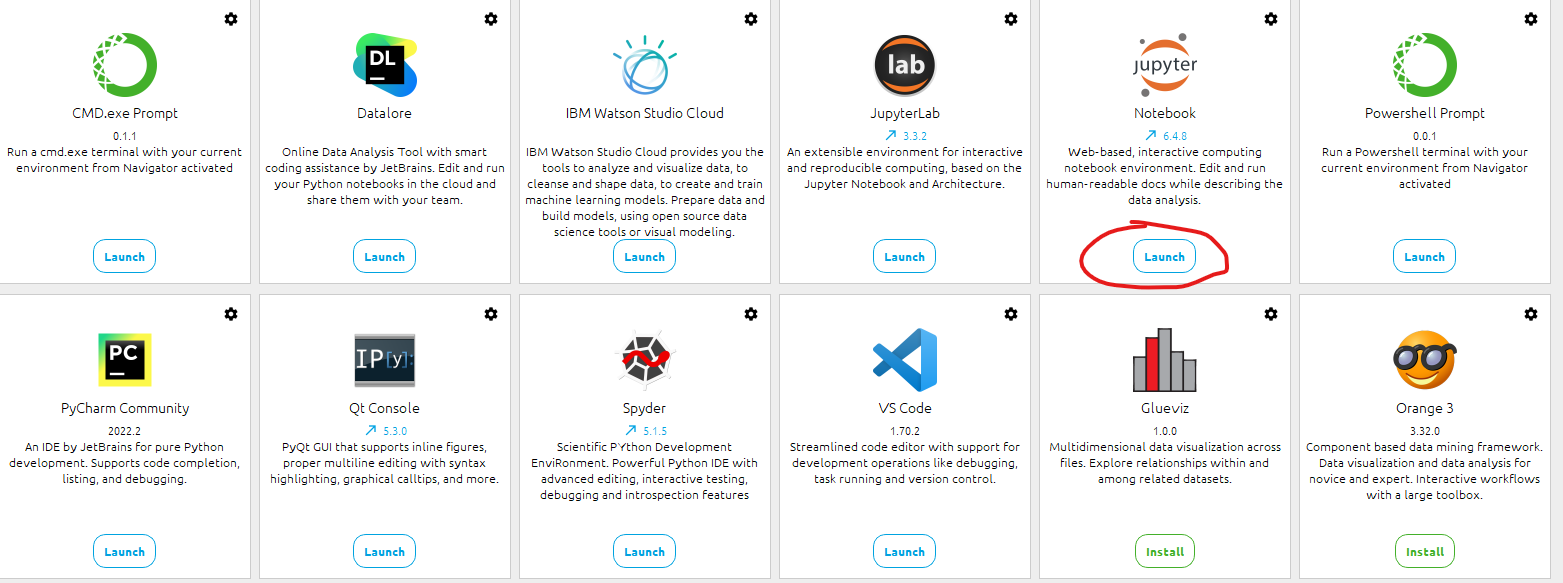 CMD.exe Prompt
0.1.1
Run a cmd.exe terminal with your current
environment from Navigator activated
Launch
DL
Datalore
Online Data Analysis Tool with smart
coding assistance by JetBrains. Edit and run
your Python notebooks in the cloud and
share them with your team.
Launch
IBM Watson Studio Cloud
IBM Watson Studio Cloud provides you the
tools to analyze and visualize data, to
cleanse and shape data, to create and train
machine learning models. Prepare data and
build models, using open source data
science tools or visual modeling.
Launch
lab
JupyterLab
3.3.2
An extensible environment for interactive
and reproducible computing, based on the
Jupyter Notebook and Architecture.
Launch
jupyter
Notebook
6.4.8
Web-based, interactive computing
notebook environment. Edit and run
human-readable docs while describing the
data analysis.
Launch
Powershell Prompt
0.0.1
Run a Powershell terminal with your
current environment from Navigator
activated
Launch
PC
PyCharm Community
2022.2
An IDE by JetBrains for pure Python
development. Supports code completion,
listing, and debugging.
Launch
IP[y]:
Qt Console
5.3.0
PyQt GUI that supports inline figures,
proper multiline editing with syntax
highlighting, graphical calltips, and more.
Launch
Spyder
5.1.5
Scientific PYthon Development
EnviRonment. Powerful Python IDE with
advanced editing, interactive testing,
debugging and introspection features
Launch
VS Code
1.70.2
Streamlined code editor with support for
development operations like debugging,
task running and version control.
Launch
Glueviz
1.0.0
Multidimensional data visualization across
files. Explore relationships within and
among related datasets.
Install
Orange 3
3.32.0
Component based data mining framework.
Data visualization and data analysis for
novice and expert. Interactive workflows
with a large toolbox.
Install